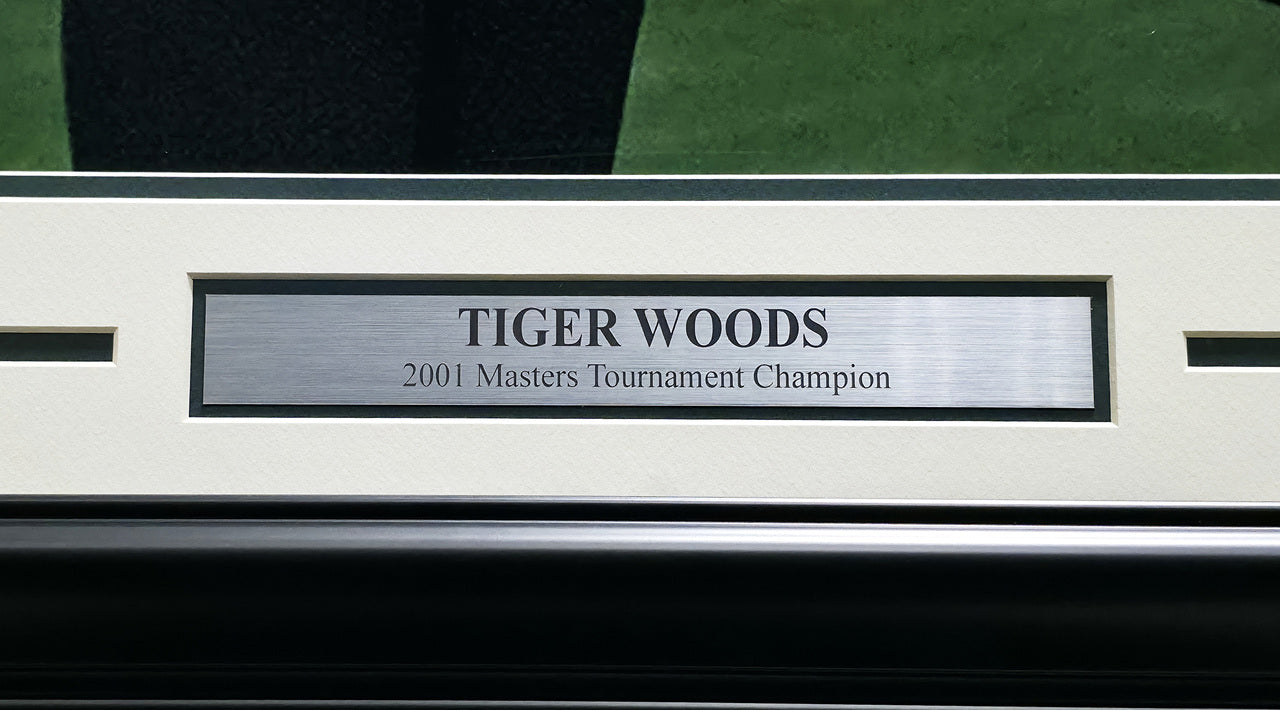 TIGER WOODS
2001 Masters Tournament Champion